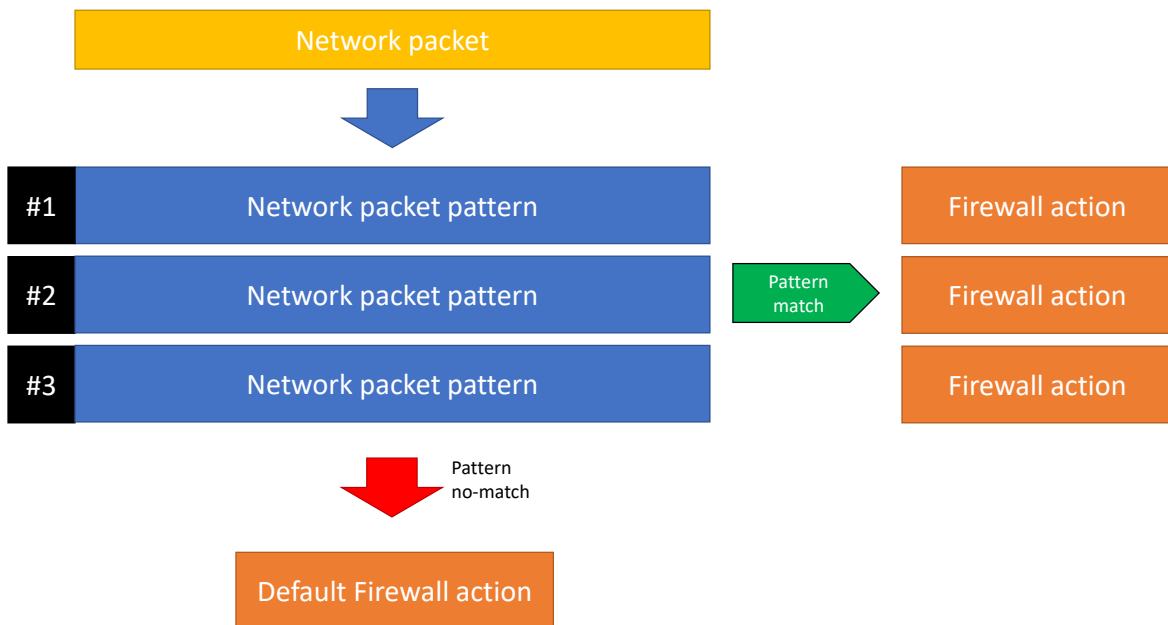 Network packet
#1 Network packet pattern Firewall action
#2 Network packet pattern Pattern match Firewall action
#3 Network packet pattern Firewall action
Pattern
no-match
Default Firewall action